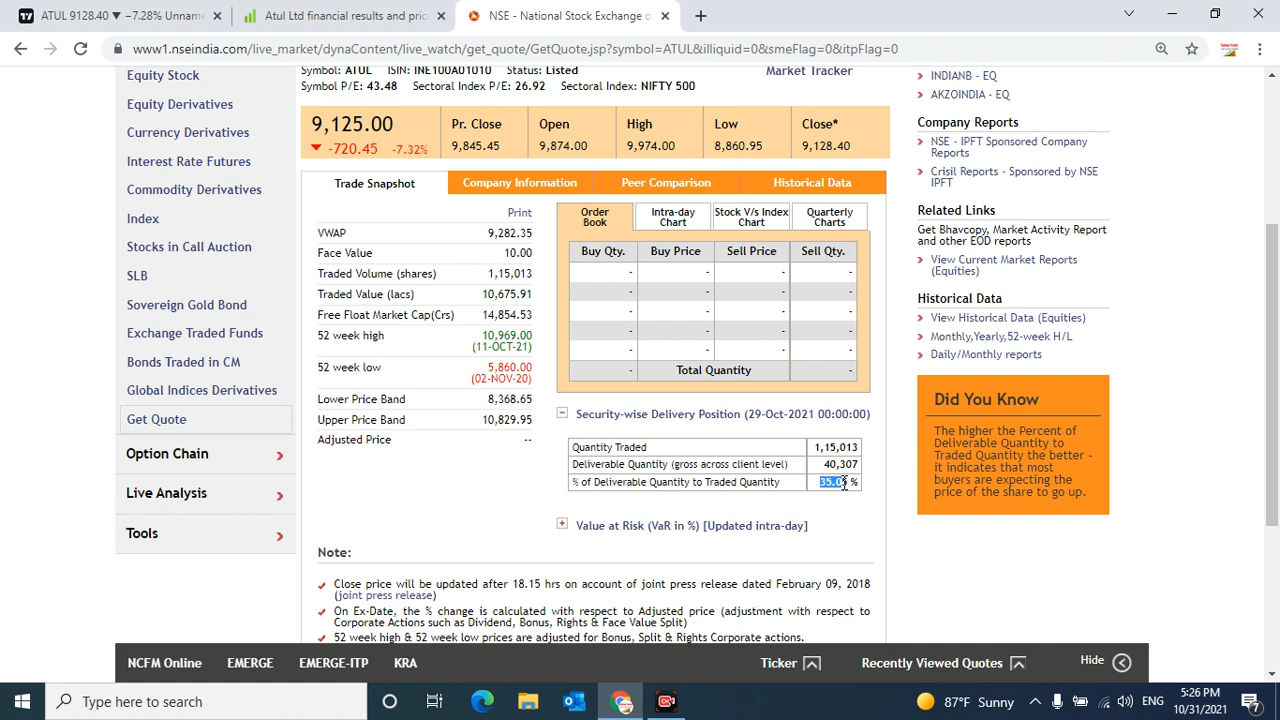 ATUL 9128.40 ▼ −7.28% Unname
Atul Ltd financial results and pric
NSE - National Stock Exchange o
www1.nseindia.com/live_market/dynaContent/live_watch/get_quote/GetQuote.jsp?symbol=ATUL&illiquid=0&smeFlag=0&itpFlag=0
Equity Stock
Equity Derivatives
Currency Derivatives
Interest Rate Futures
Commodity Derivatives
Index
Stocks in Call Auction
SLB
Sovereign Gold Bond
Exchange Traded Funds
Bonds Traded in CM
Global Indices Derivatives
Get Quote
Option Chain
Live Analysis
Tools
Symbol: ATUL ISIN: INE100A01010 Status: Listed
Symbol P/E: 43.48 Sectoral Index P/E: 26.92 Sectoral Index: NIFTY 500
Market Tracker
9,125.00 Pr. Close Open High Low Close*
-720.45 -7.32% 9,845.45 9,874.00 9,974.00 8,860.95 9,128.40
Trade Snapshot Company Information Peer Comparison Historical Data
Print
VWAP 9,282.35
Face Value 10.00
Traded Volume (shares) 1,15,013
Traded Value (lacs) 10,675.91
Free Float Market Cap(Crs) 14,854.53
52 week high 10,969.00
(11-OCT-21)
52 week low 5,860.00
(02-NOV-20)
Lower Price Band 8,368.65
Upper Price Band 10,829.95
Adjusted Price --
Order Book
Intra-day Chart
Stock V/s Index Chart
Quarterly Charts
Buy Qty. Buy Price Sell Price Sell Qty.
- - - -
- - - -
- - - -
- - - -
- - - -
- Total Quantity -
Security-wise Delivery Position (29-Oct-2021 00:00:00)
Quantity Traded 1,15,013
Deliverable Quantity (gross across client level) 40,307
% of Deliverable Quantity to Traded Quantity %
Value at Risk (VaR in %) [Updated intra-day]
Note:
Close price will be updated after 18.15 hrs on account of joint press release dated February 09, 2018
(joint press release)
On Ex-Date, the % change is calculated with respect to Adjusted price (adjustment with respect to
Corporate Actions such as Dividend, Bonus, Rights & Face Value Split)
52 week high & 52 week low prices are adjusted for Bonus, Split & Rights Corporate actions.
INDIANB - EQ
AKZOINDIA - EQ
Company Reports
NSE - IPFT Sponsored Company
Reports
Crisil Reports - Sponsored by NSE
IPFT
Related Links
Get Bhavcopy, Market Activity Report
and other EOD reports
View Current Market Reports
(Equities)
Historical Data
View Historical Data (Equities)
Monthly,Yearly,52-week H/L
Daily/Monthly reports
Did You Know
The higher the Percent of
Deliverable Quantity to
Traded Quantity the better -
it indicates that most
buyers are expecting the
price of the share to go up.
NCFM Online EMERGE EMERGE-ITP KRA Ticker Recently Viewed Quotes Hide
Type here to search
87°F Sunny
ENG
5:26 PM
10/31/2021
7